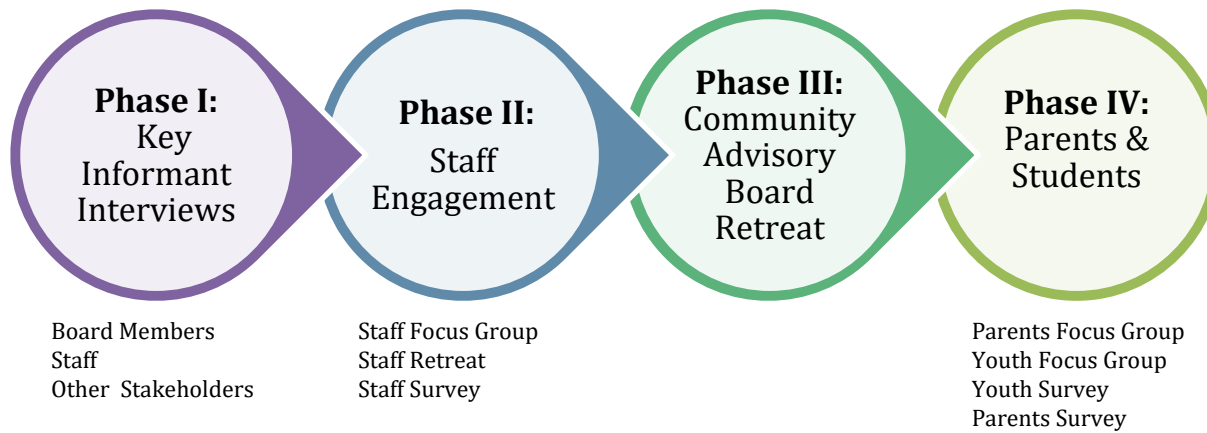 Phase I:
Key
Informant
Interviews
Phase II:
Staff
Engagement
Phase III:
Community
Advisory
Board
Retreat
Phase IV:
Parents &
Students
Board Members
Staff
Other Stakeholders
Staff Focus Group
Staff Retreat
Staff Survey
Parents Focus Group
Youth Focus Group
Youth Survey
Parents Survey